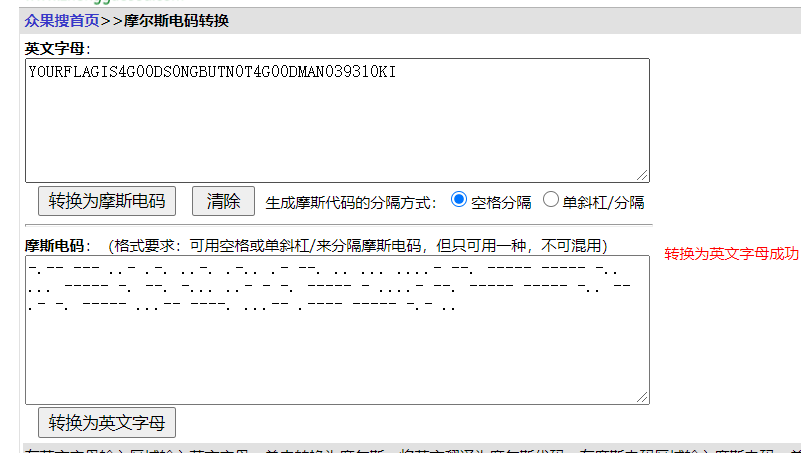 众果搜首页>>摩尔斯电码转换
英文字母:
YOURFLAGIS4G00DS0NGBUTN0T4G00DMAN039310KI
转换为摩斯电码 清除 生成摩斯代码的分隔方式: 空格分隔 单斜杠/分隔
摩斯电码: (格式要求:可用空格或单斜杠/来分隔摩斯电码,但只可用一种,不可混用)
转换为英文字母成功
-.-- --- ..- .-. ..-. .-.. .- --. .. ... ....- --. ----- ----- -..
... ----- -. --. -... ..- - -. ----- - ....- --. ----- ----- -.. --
.- -. ----- ...-- ----. ...-- .---- ----- -.- ..
转换为英文字母